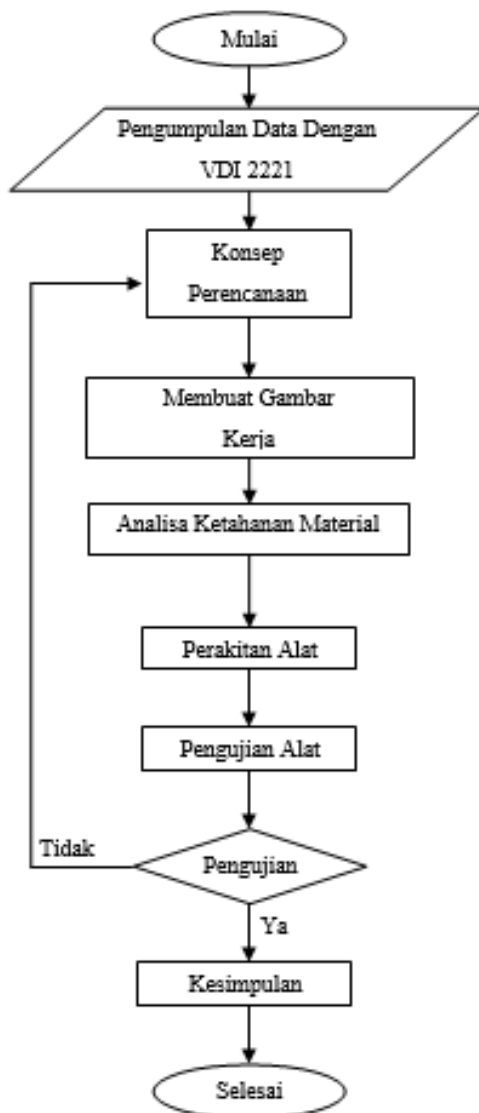 Mulai
Pengumpulan Data Dengan
VDI 2221
Konsep
Perencanaan
Membuat Gambar
Kerja
Analisa Ketahanan Material
Perakitan Alat
Pengujian Alat
Tidak
Pengujian
Ya
Kesimpulan
Selesai